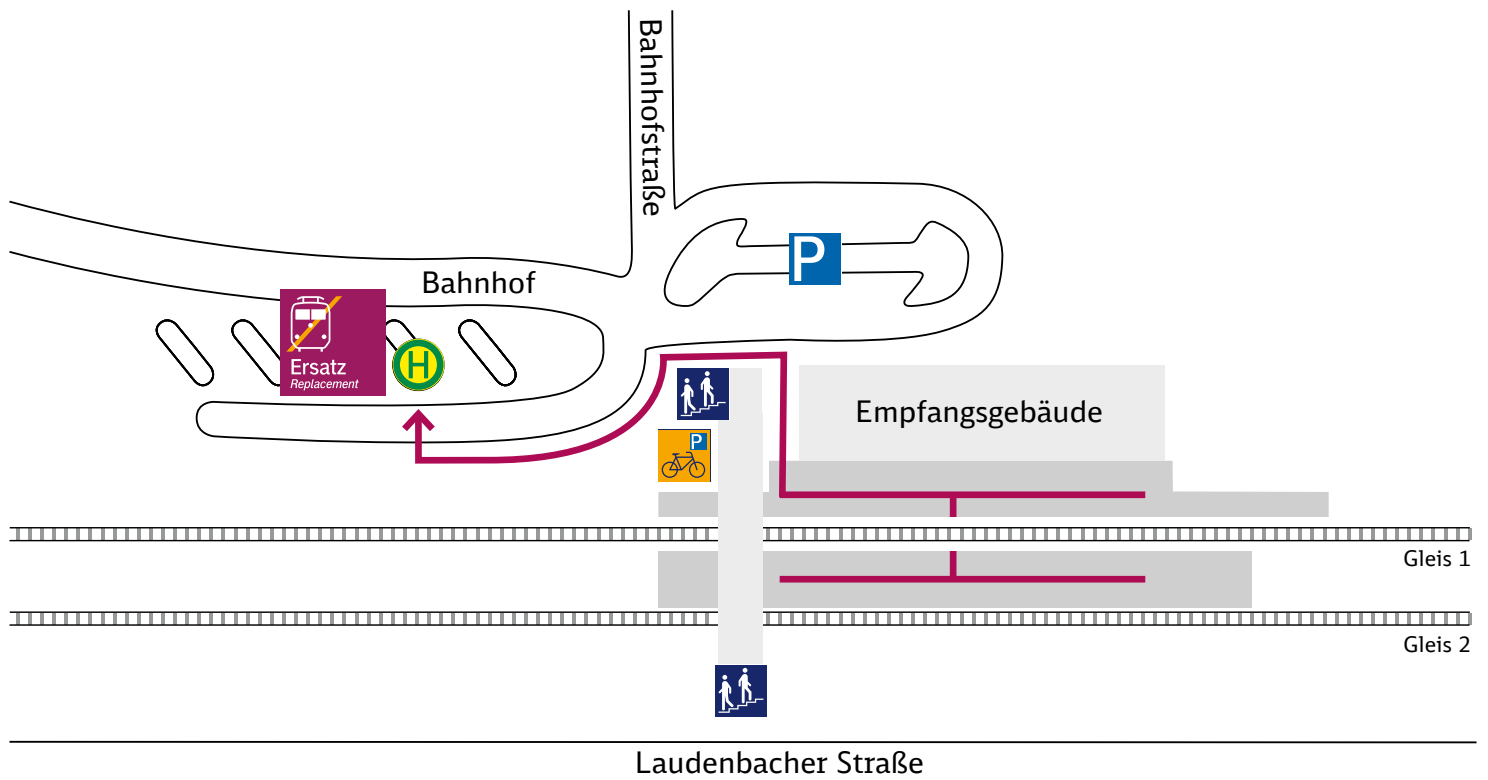 Bahnhofstraße
P
Bahnhof
Ersatz
Replacement
H
Empfangsgebäude
P
Gleis 1
Gleis 2
Laudenbacher Straße